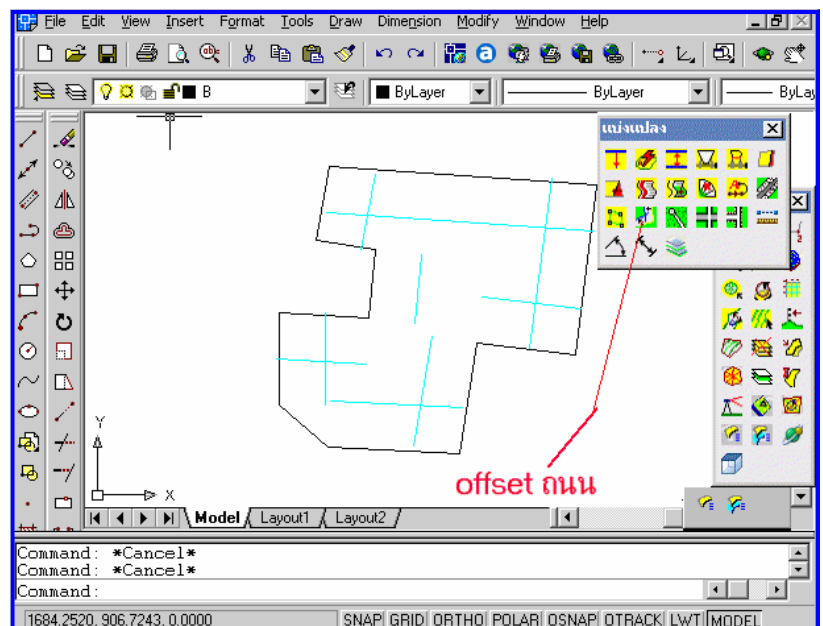 File Edit View Insert Format Tools Draw Dimension Modify Window Help
B ByLayer ByLayer ByLay
แบ่งแปลง
Y
X
offset ถนน
Model Layout1 Layout2
Command: *Cancel*
Command: *Cancel*
Command:
1684.2520, 906.7243, 0.0000 SNAP GRID ORTHO POLAR OSNAP OTRACK LWT MODEL